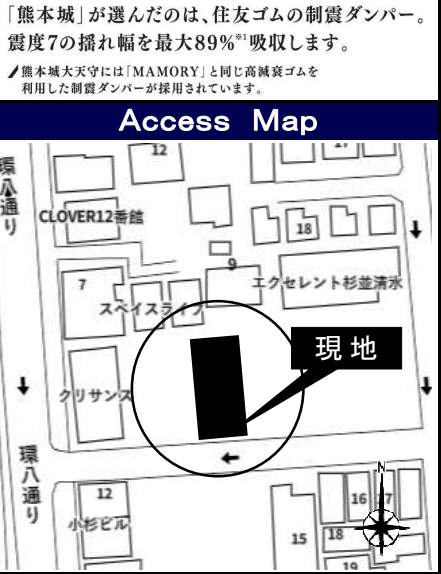 「熊本城」が選んだのは、住友ゴムの制震ダンパー。
震度7の揺れ幅を最大89%※1吸収します。
熊本城大天守には「MAMORY」と同じ高減衰ゴムを
利用した制震ダンパーが採用されています。
Access Map
12
17
環八通り
CLOVER12番館
18
9
7
エクセレント杉並清水
スペイスライフ
現地
クリサンス
環八通り
N
12
16
17
小杉ビル
15
18
19